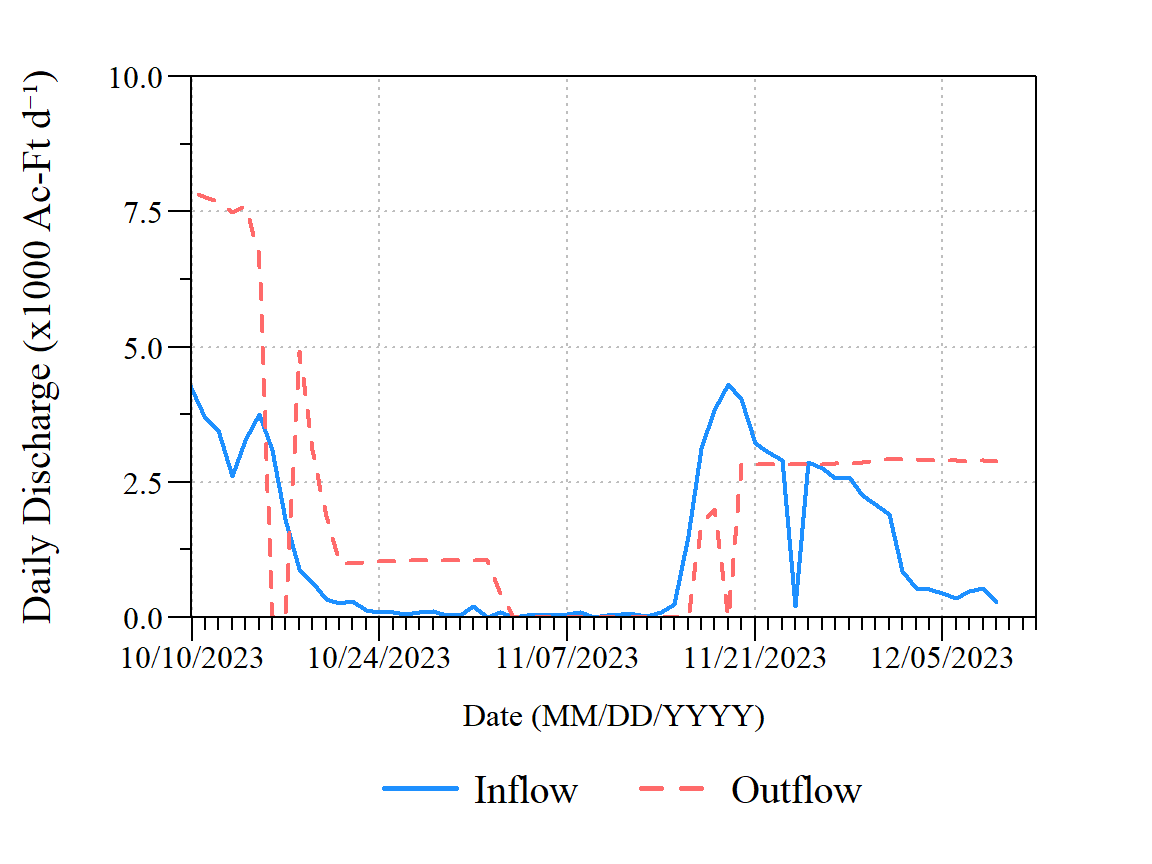 Daily Discharge (x1000 Ac-Ft d⁻¹)
10.0
7.5
5.0
2.5
0.0
10/10/2023 10/24/2023 11/07/2023 11/21/2023 12/05/2023
Date (MM/DD/YYYY)
Inflow Outflow